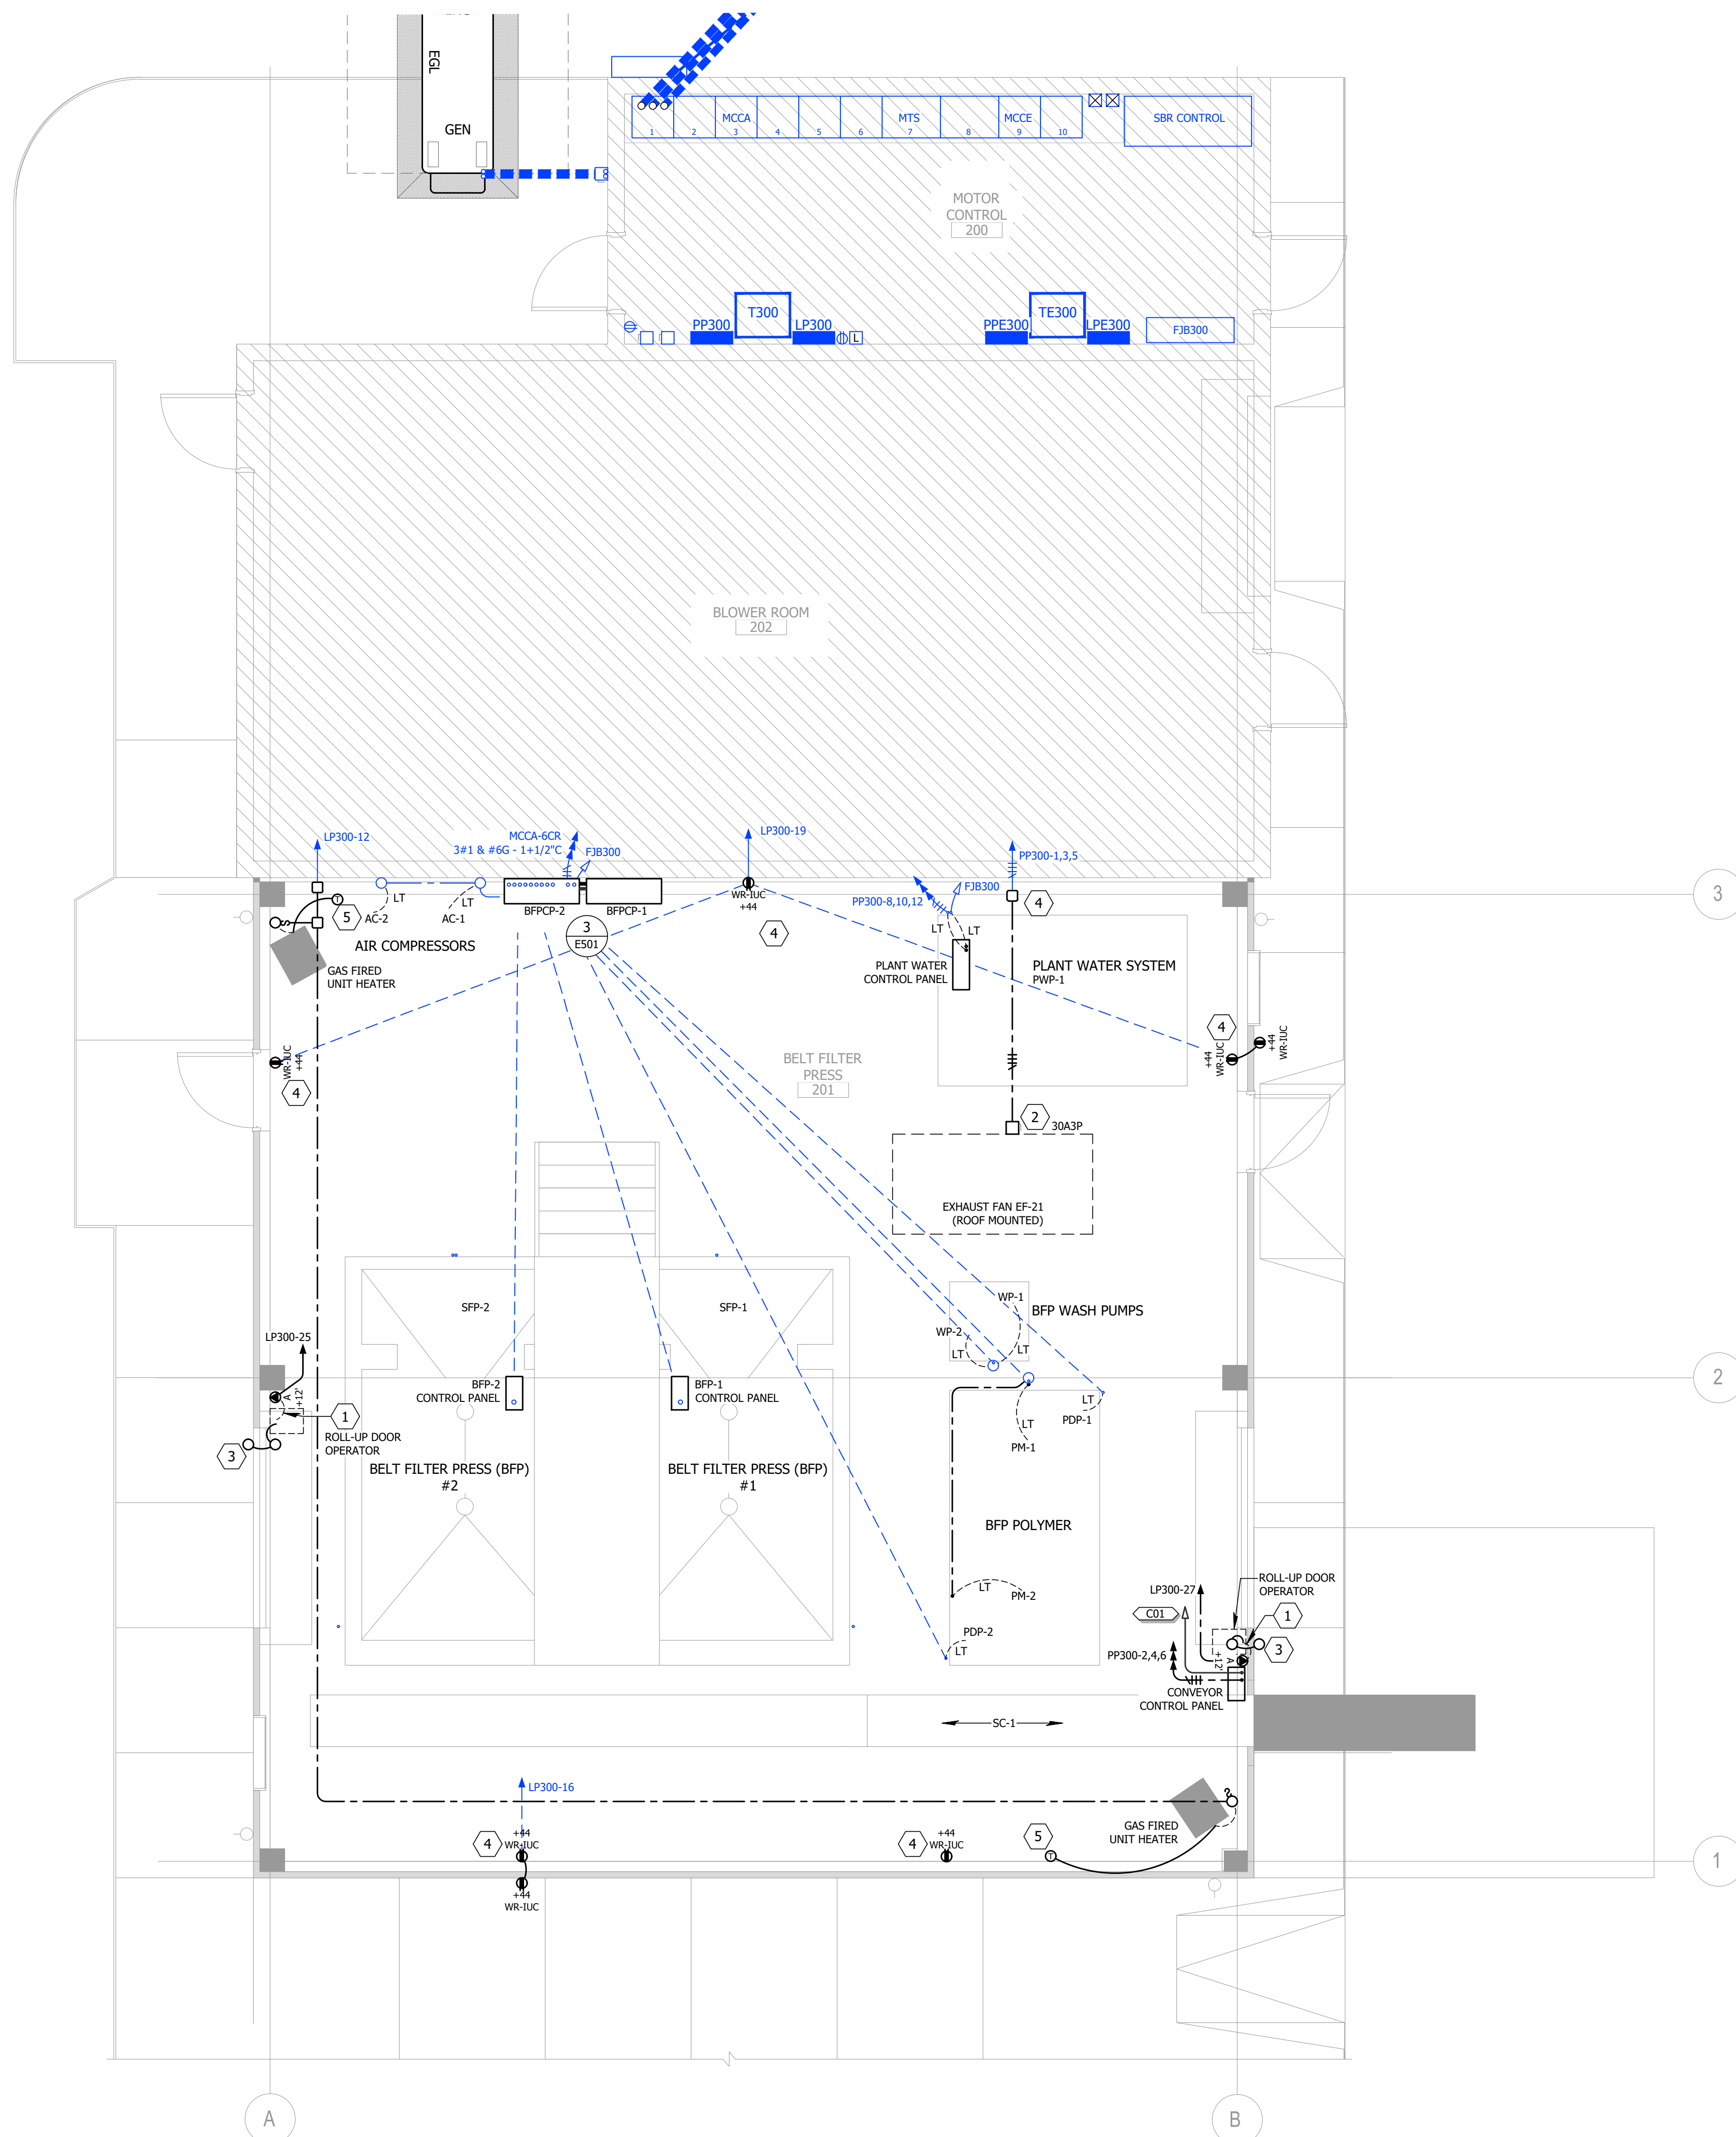 EGL
GEN
MCCA
MTS
MCCE
SBR CONTROL
1
2
3
4
5
6
7
8
9
10
MOTOR
CONTROL
200
PP300
T300
LP300
L
PPE300
TE300
LPE300
FJB300
BLOWER ROOM
202
LP300-12
MCCA-6CR
3#1 & #6G - 1+1/2"C
FJB300
LP300-19
PP300-1,3,5
T
5
S
LT
AC-2
LT
AC-1
BFPCP-2
BFPCP-1
WR-IUC
+44
PP300-8,10,12
FJB300
4
3
AIR COMPRESSORS
3
E501
4
LT
LT
GAS FIRED
UNIT HEATER
PLANT WATER
CONTROL PANEL
PLANT WATER SYSTEM
PWP-1
WR-IUC
+44
4
4
+44
WR-IUC
+44
WR-IUC
BELT FILTER
PRESS
201
2
30A3P
EXHAUST FAN EF-21
(ROOF MOUNTED)
SFP-2
SFP-1
WP-1
BFP WASH PUMPS
WP-2
LT
LT
LP300-25
A
+12'
1
ROLL-UP DOOR
OPERATOR
3
BFP-2
CONTROL PANEL
BFP-1
CONTROL PANEL
2
LT
PDP-1
LT
PM-1
BELT FILTER PRESS (BFP)
#2
BELT FILTER PRESS (BFP)
#1
BFP POLYMER
LT
PM-2
PDP-2
LT
LP300-27
ROLL-UP DOOR
OPERATOR
C01
1
3
PP300-2,4,6
+12'
A
CONVEYOR
CONTROL PANEL
SC-1
LP300-16
S
GAS FIRED
UNIT HEATER
4
+44
WR-IUC
4
+44
WR-IUC
5
T
1
+44
WR-IUC
A
B